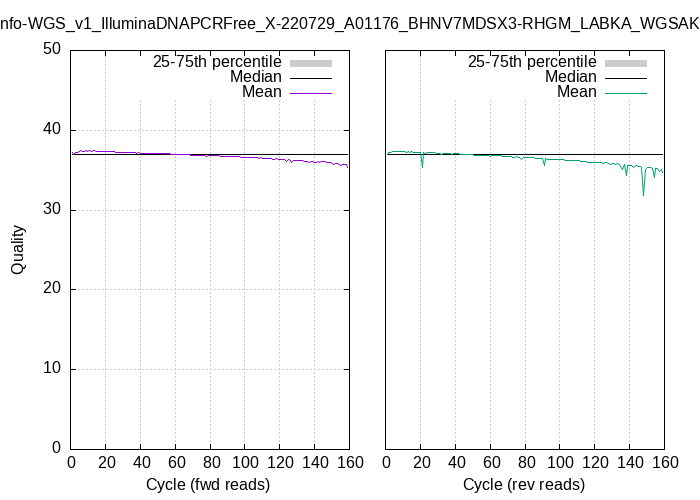 nfo-WGS_v1_IlluminaDNAPCRFree_X-220729_A01176_BHNV7MDSX3-RHGM_LABKA_WGSAK
50
40
30
20
10
0
Quality
25-75th percentile
Median
Mean
0 20 40 60 80 100 120 140 160
Cycle (fwd reads)
25-75th percentile
Median
Mean
0 20 40 60 80 100 120 140 160
Cycle (rev reads)